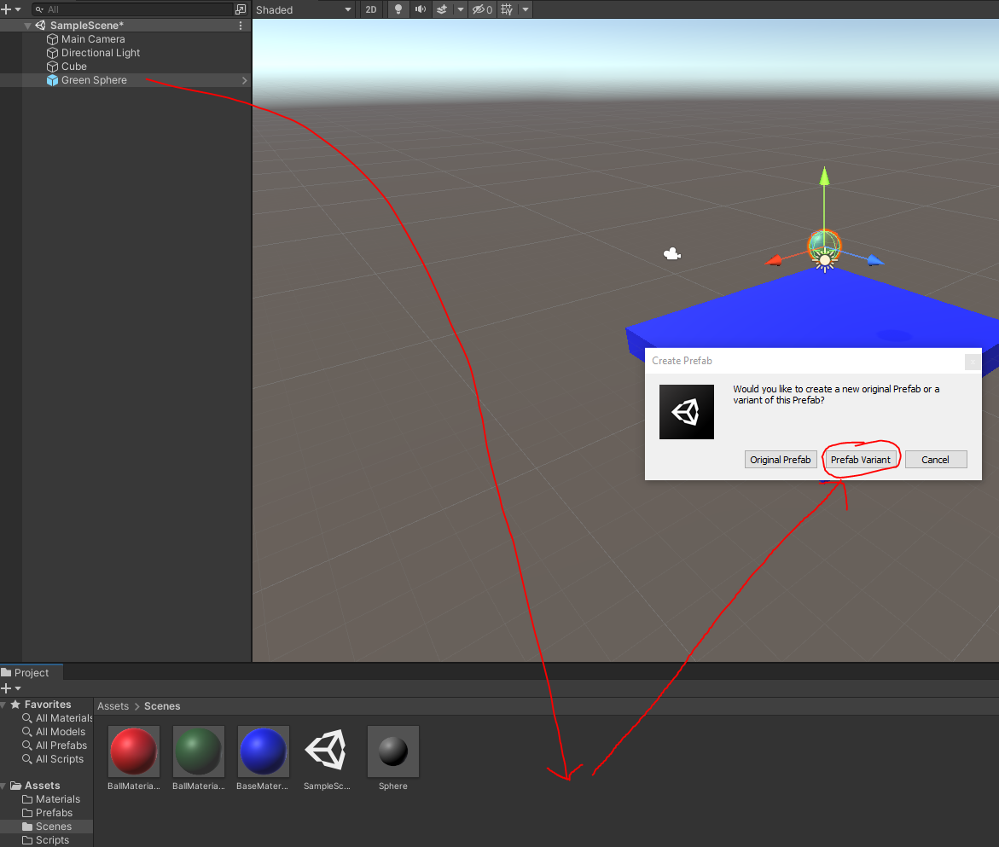 All
Shaded
2D
0
SampleScene*
Main Camera
Directional Light
Cube
Green Sphere
Create Prefab
Would you like to create a new original Prefab or a
variant of this Prefab?
Original Prefab
Prefab Variant
Cancel
Project
Favorites
All Materials
All Models
All Prefabs
All Scripts
Assets
Materials
Prefabs
Scenes
Scripts
Assets > Scenes
BallMateria...
BallMateria...
BaseMater...
SampleSc...
Sphere